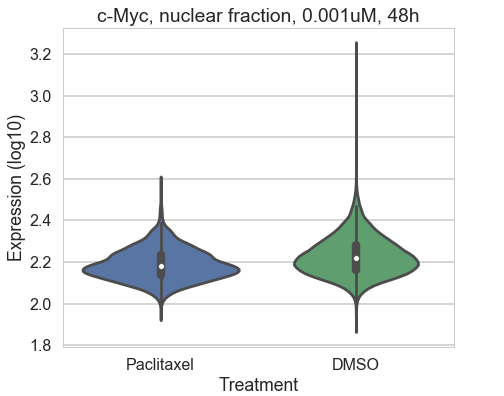 c-Myc, nuclear fraction, 0.001uM, 48h
Expression (log10)
3.2
3.0
2.8
2.6
2.4
2.2
2.0
1.8
Paclitaxel
DMSO
Treatment